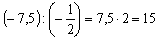 (− 7,5) : (− 1/2) = 7,5 · 2 = 15